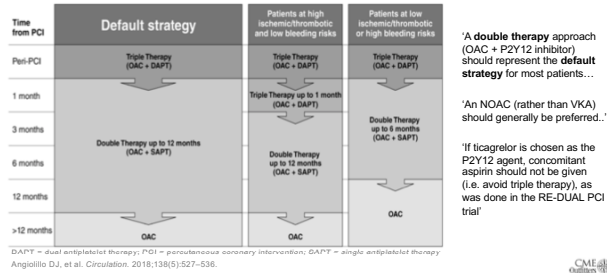 Time
from PCI
Default strategy
Patients at high
ischemic/thrombotic
and low bleeding risks
Patients at low
ischemic/thrombotic
or high bleeding risks
Peri-PCI
Triple Therapy
(OAC + DAPT)
Triple Therapy
(OAC + DAPT)
Triple Therapy
(OAC + DAPT)
1 month
Triple Therapy up to 1 month
(OAC + DAPT)
3 months
Double Therapy up to 12 months
(OAC + SAPT)
Double Therapy
up to 12 months
(OAC + SAPT)
Double Therapy
up to 6 months
(OAC + SAPT)
6 months
12 months
OAC
>12 months
OAC
OAC
DAPT = dual antiplatelet therapy; PCI = percutaneous coronary intervention; SAPT = single antiplatelet therapy
Angiolillo DJ, et al. Circulation. 2018;138(5):527–536.
'A double therapy approach
(OAC + P2Y12 inhibitor)
should represent the default
strategy for most patients…
'An NOAC (rather than VKA)
should generally be preferred..'
'If ticagrelor is chosen as the
P2Y12 agent, concomitant
aspirin should not be given
(i.e. avoid triple therapy), as
was done in the RE-DUAL PCI
trial'
CME
Outfitters